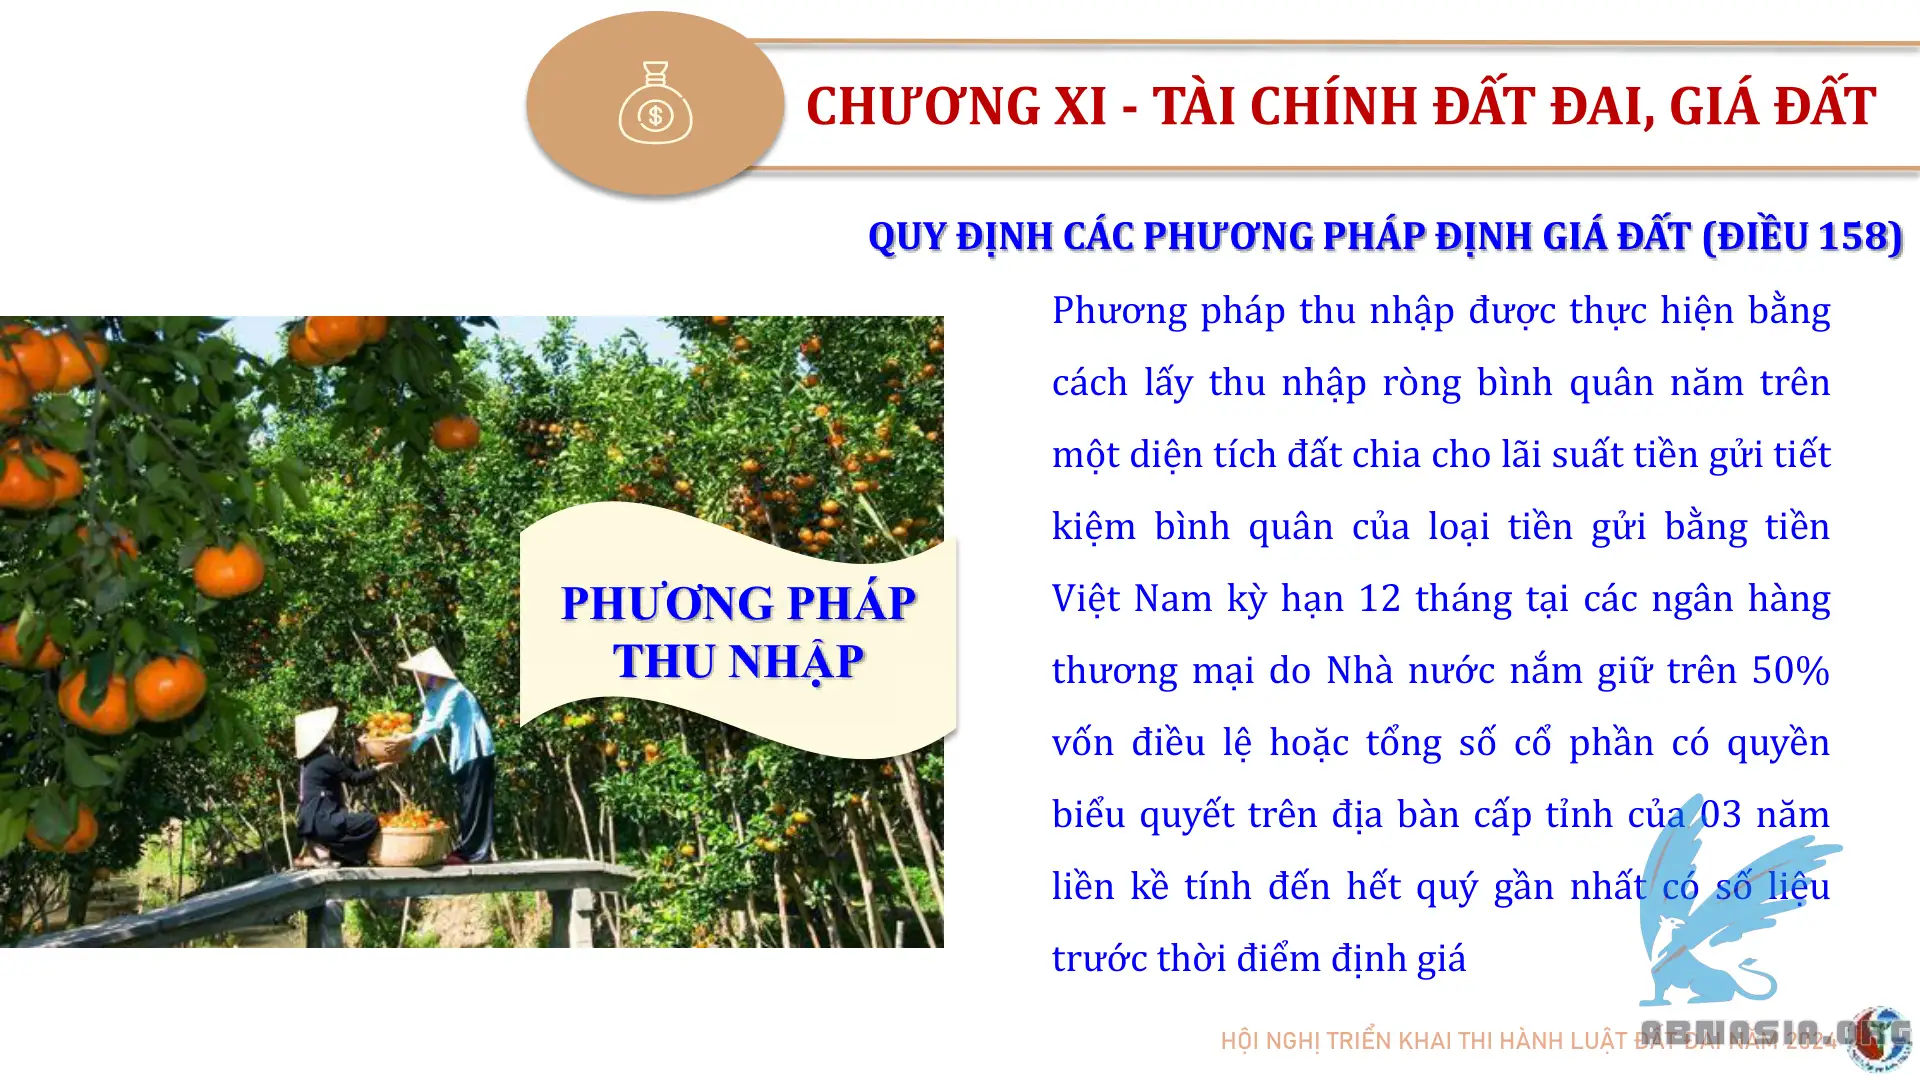 CHƯƠNG XI - TÀI CHÍNH ĐẤT ĐAI, GIÁ ĐẤT
QUY ĐỊNH CÁC PHƯƠNG PHÁP ĐỊNH GIÁ ĐẤT (ĐIỀU 158)
PHƯƠNG PHÁP
THU NHẬP
Phương pháp thu nhập được thực hiện bằng
cách lấy thu nhập ròng bình quân năm trên
một diện tích đất chia cho lãi suất tiền gửi tiết
kiệm bình quân của loại tiền gửi bằng tiền
Việt Nam kỳ hạn 12 tháng tại các ngân hàng
thương mại do Nhà nước nắm giữ trên 50%
vốn điều lệ hoặc tổng số cổ phần có quyền
biểu quyết trên địa bàn cấp tỉnh của 03 năm
liền kề tính đến hết quý gần nhất có số liệu
trước thời điểm định giá
HỘI NGHỊ TRIỂN KHAI THI HÀNH LUẬT ĐẤT ĐAI NĂM 2024
ABMASIA.ORG